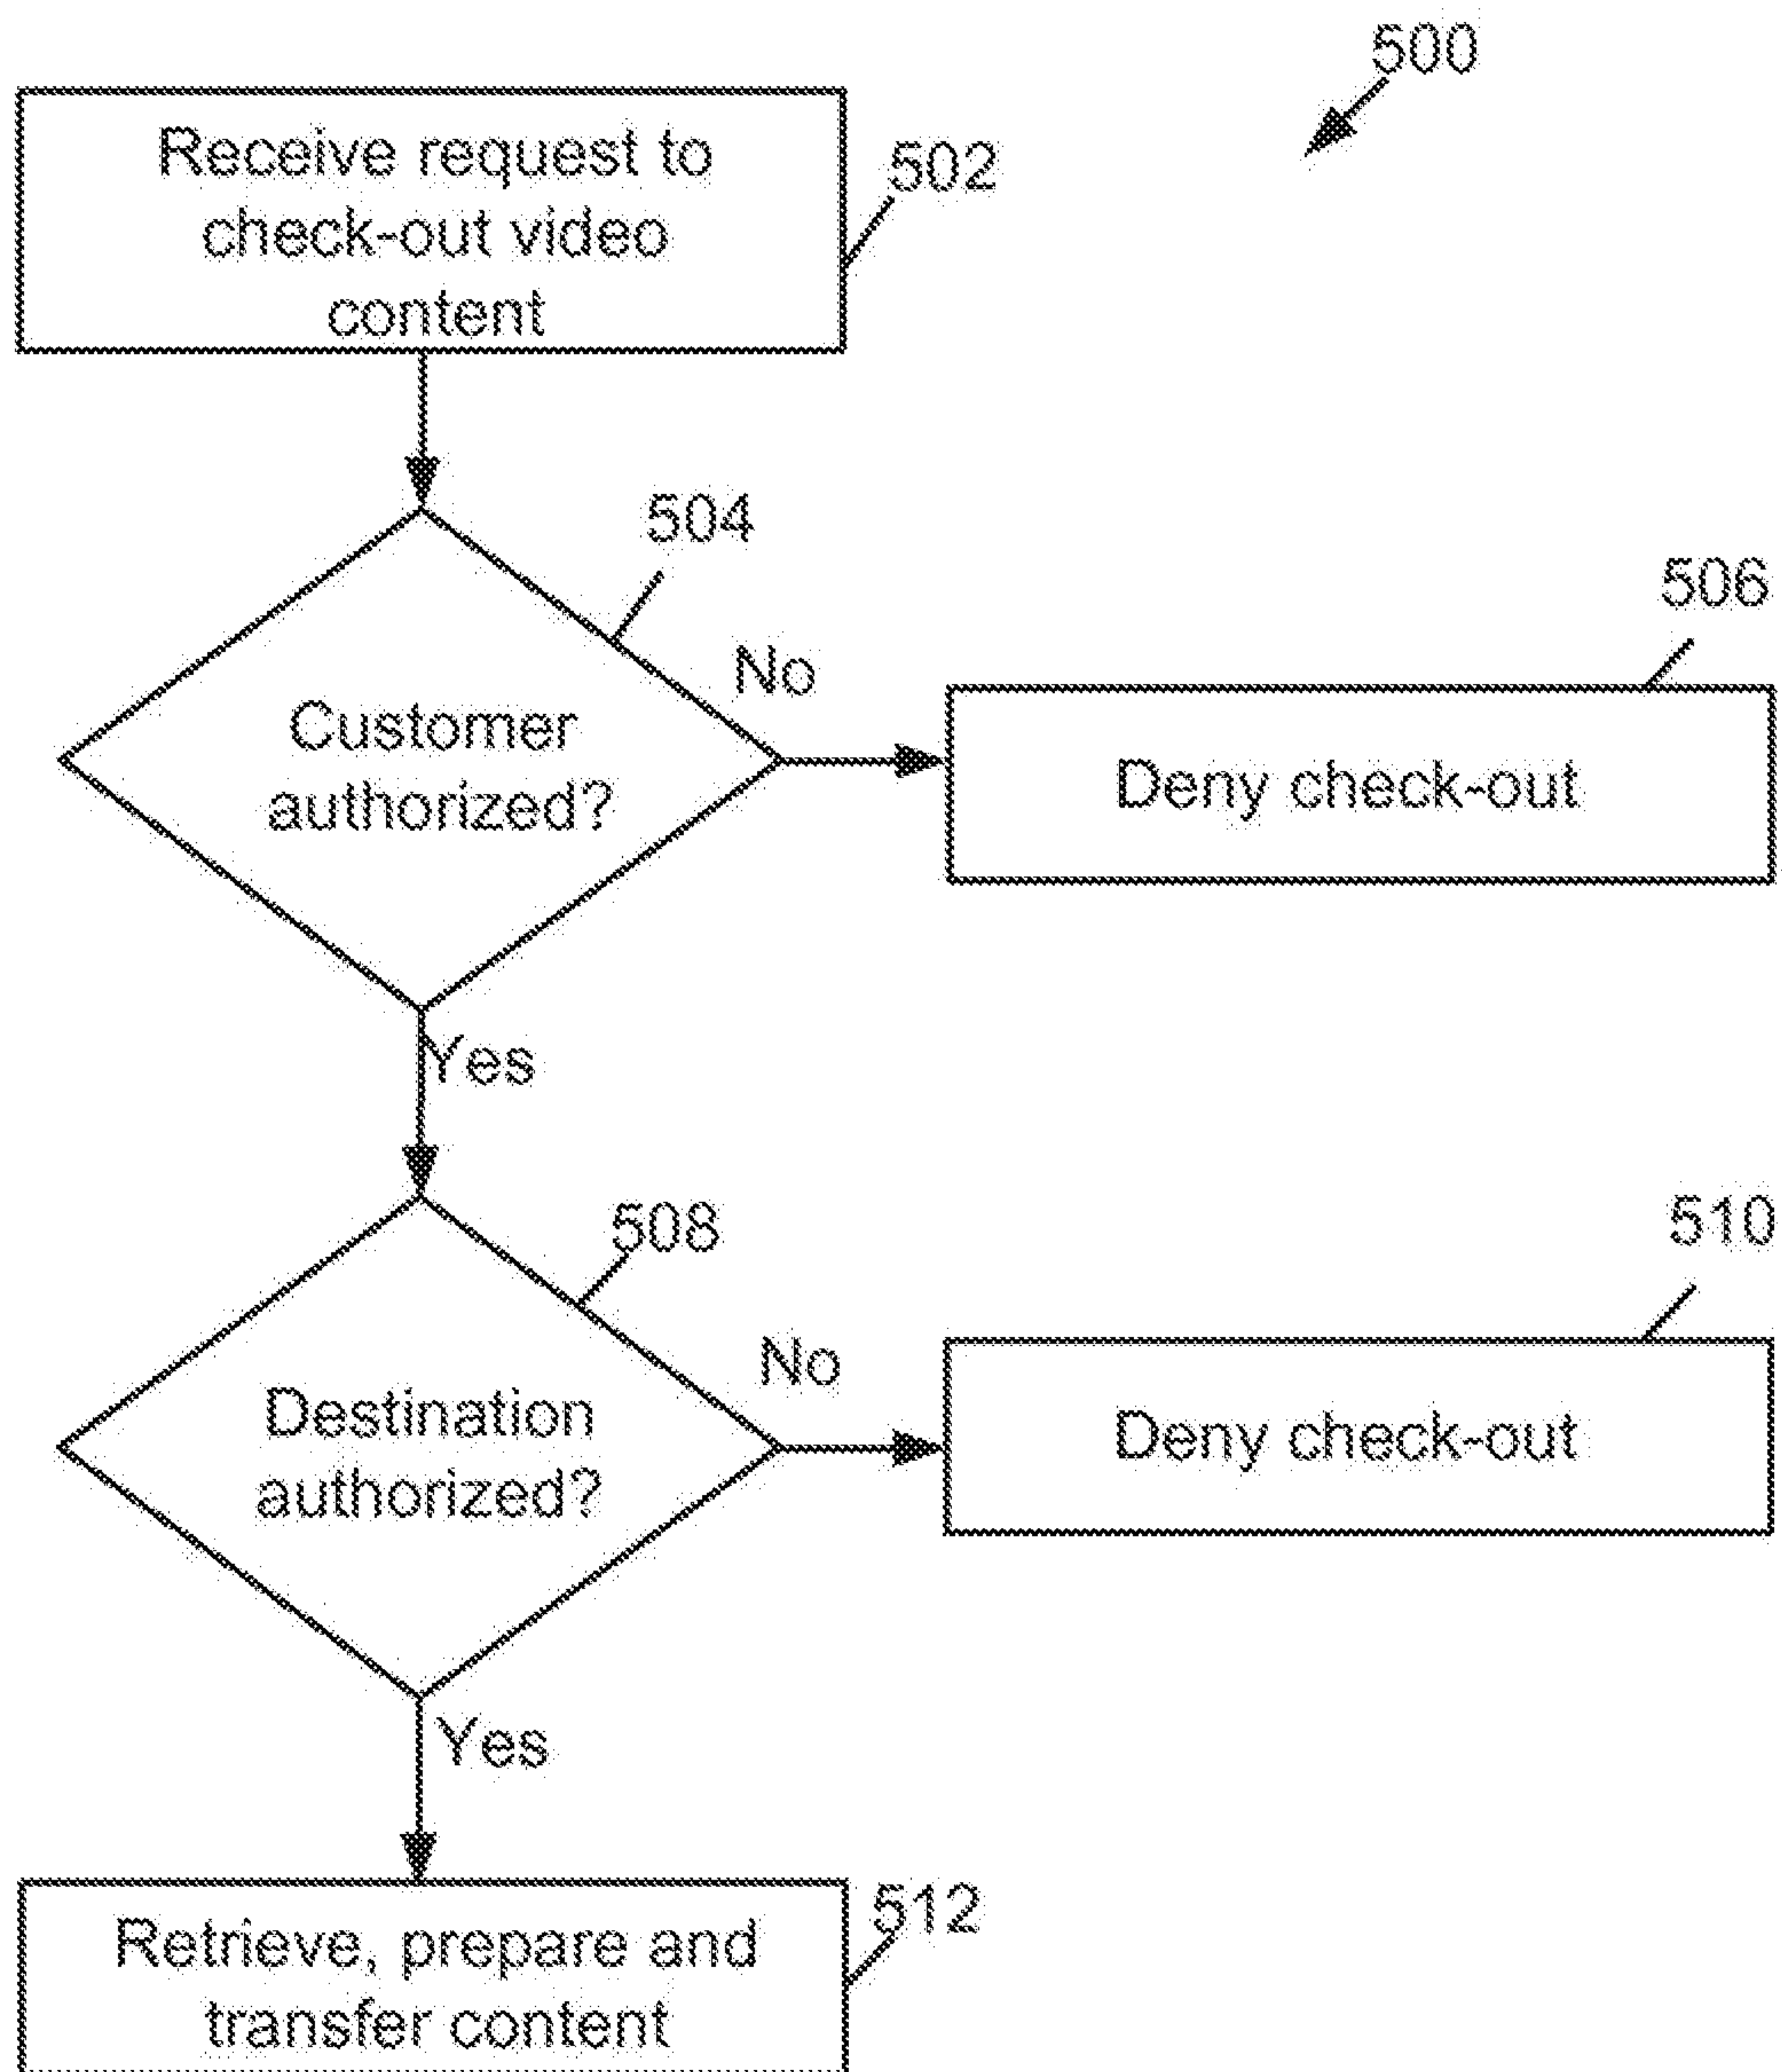 500
Receive request to
check-out video
content
502
504
Customer
authorized?
No
506
Deny check-out
Yes
508
Destination
authorized?
No
510
Deny check-out
Yes
512
Retrieve, prepare and
transfer content